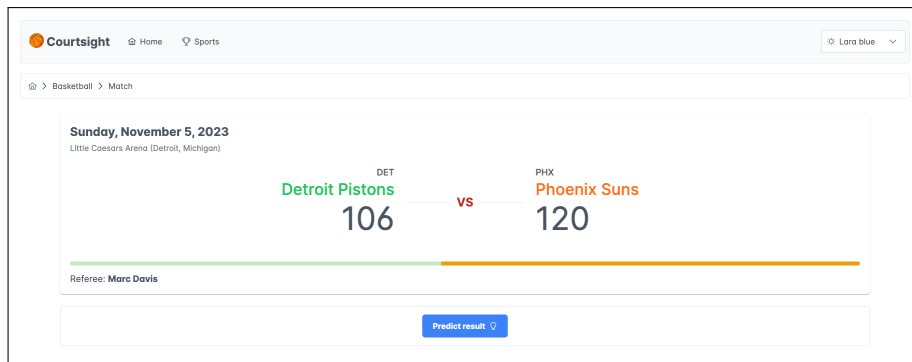 Courtsight Home Sports Lara blue
Basketball Match
Sunday, November 5, 2023
Little Caesars Arena (Detroit, Michigan)
DET PHX
Detroit Pistons VS Phoenix Suns
106 120
Referee: Marc Davis
Predict result